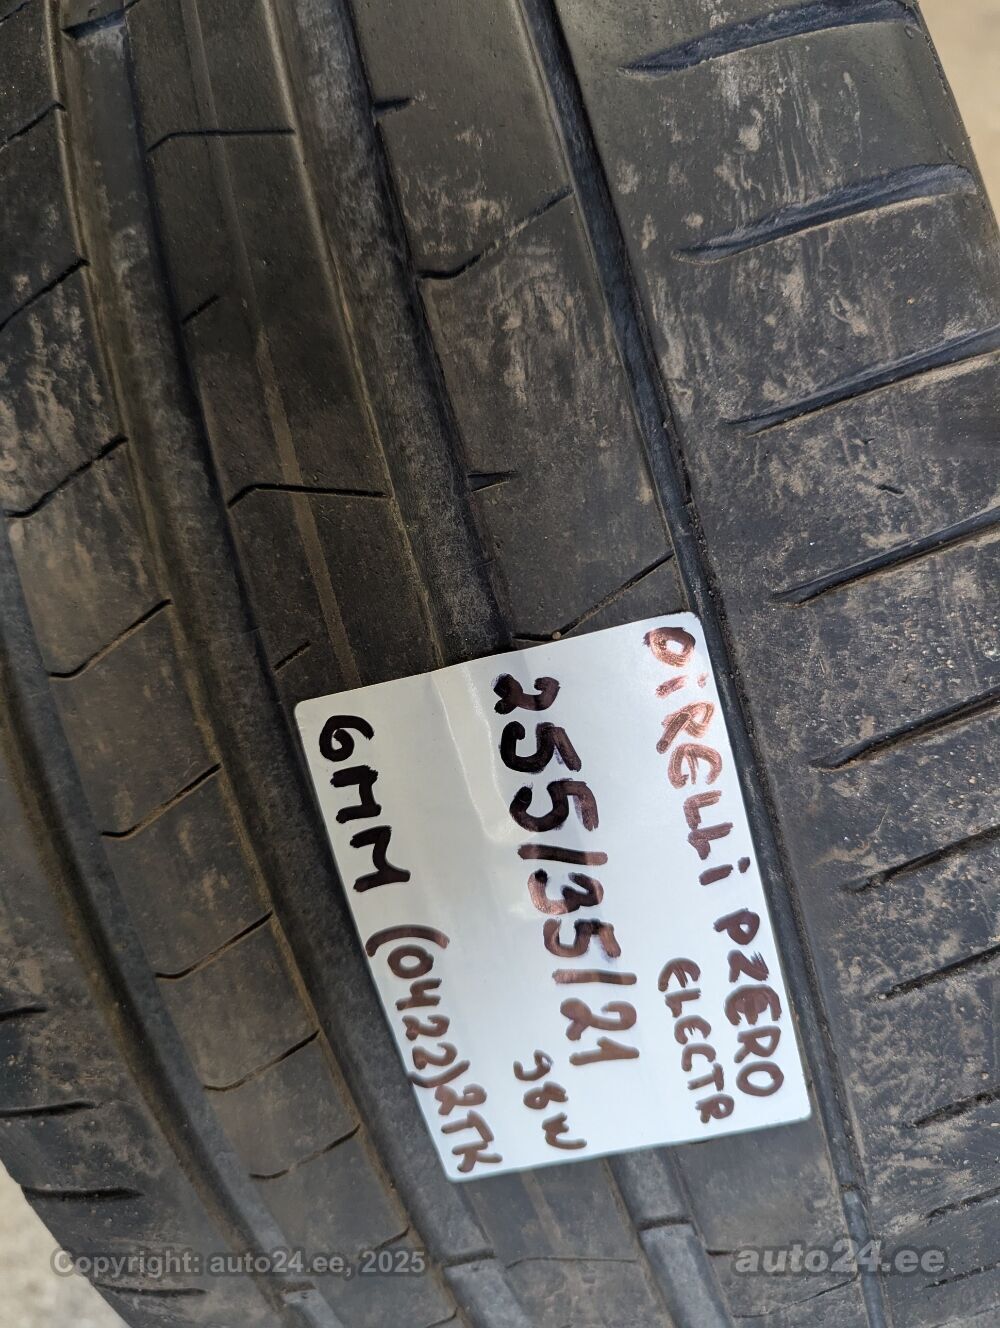 PIRELLI PZERO
ELECTR
255/35/21
98W
6MM (0422) 2TK
Copyright: auto24.ee, 2025
auto24.ee